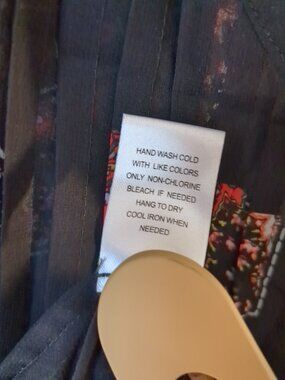 HAND WASH COLD
WITH LIKE COLORS
ONLY NON-CHLORINE
BLEACH IF NEEDED
HANG TO DRY
COOL IRON WHEN
NEEDED